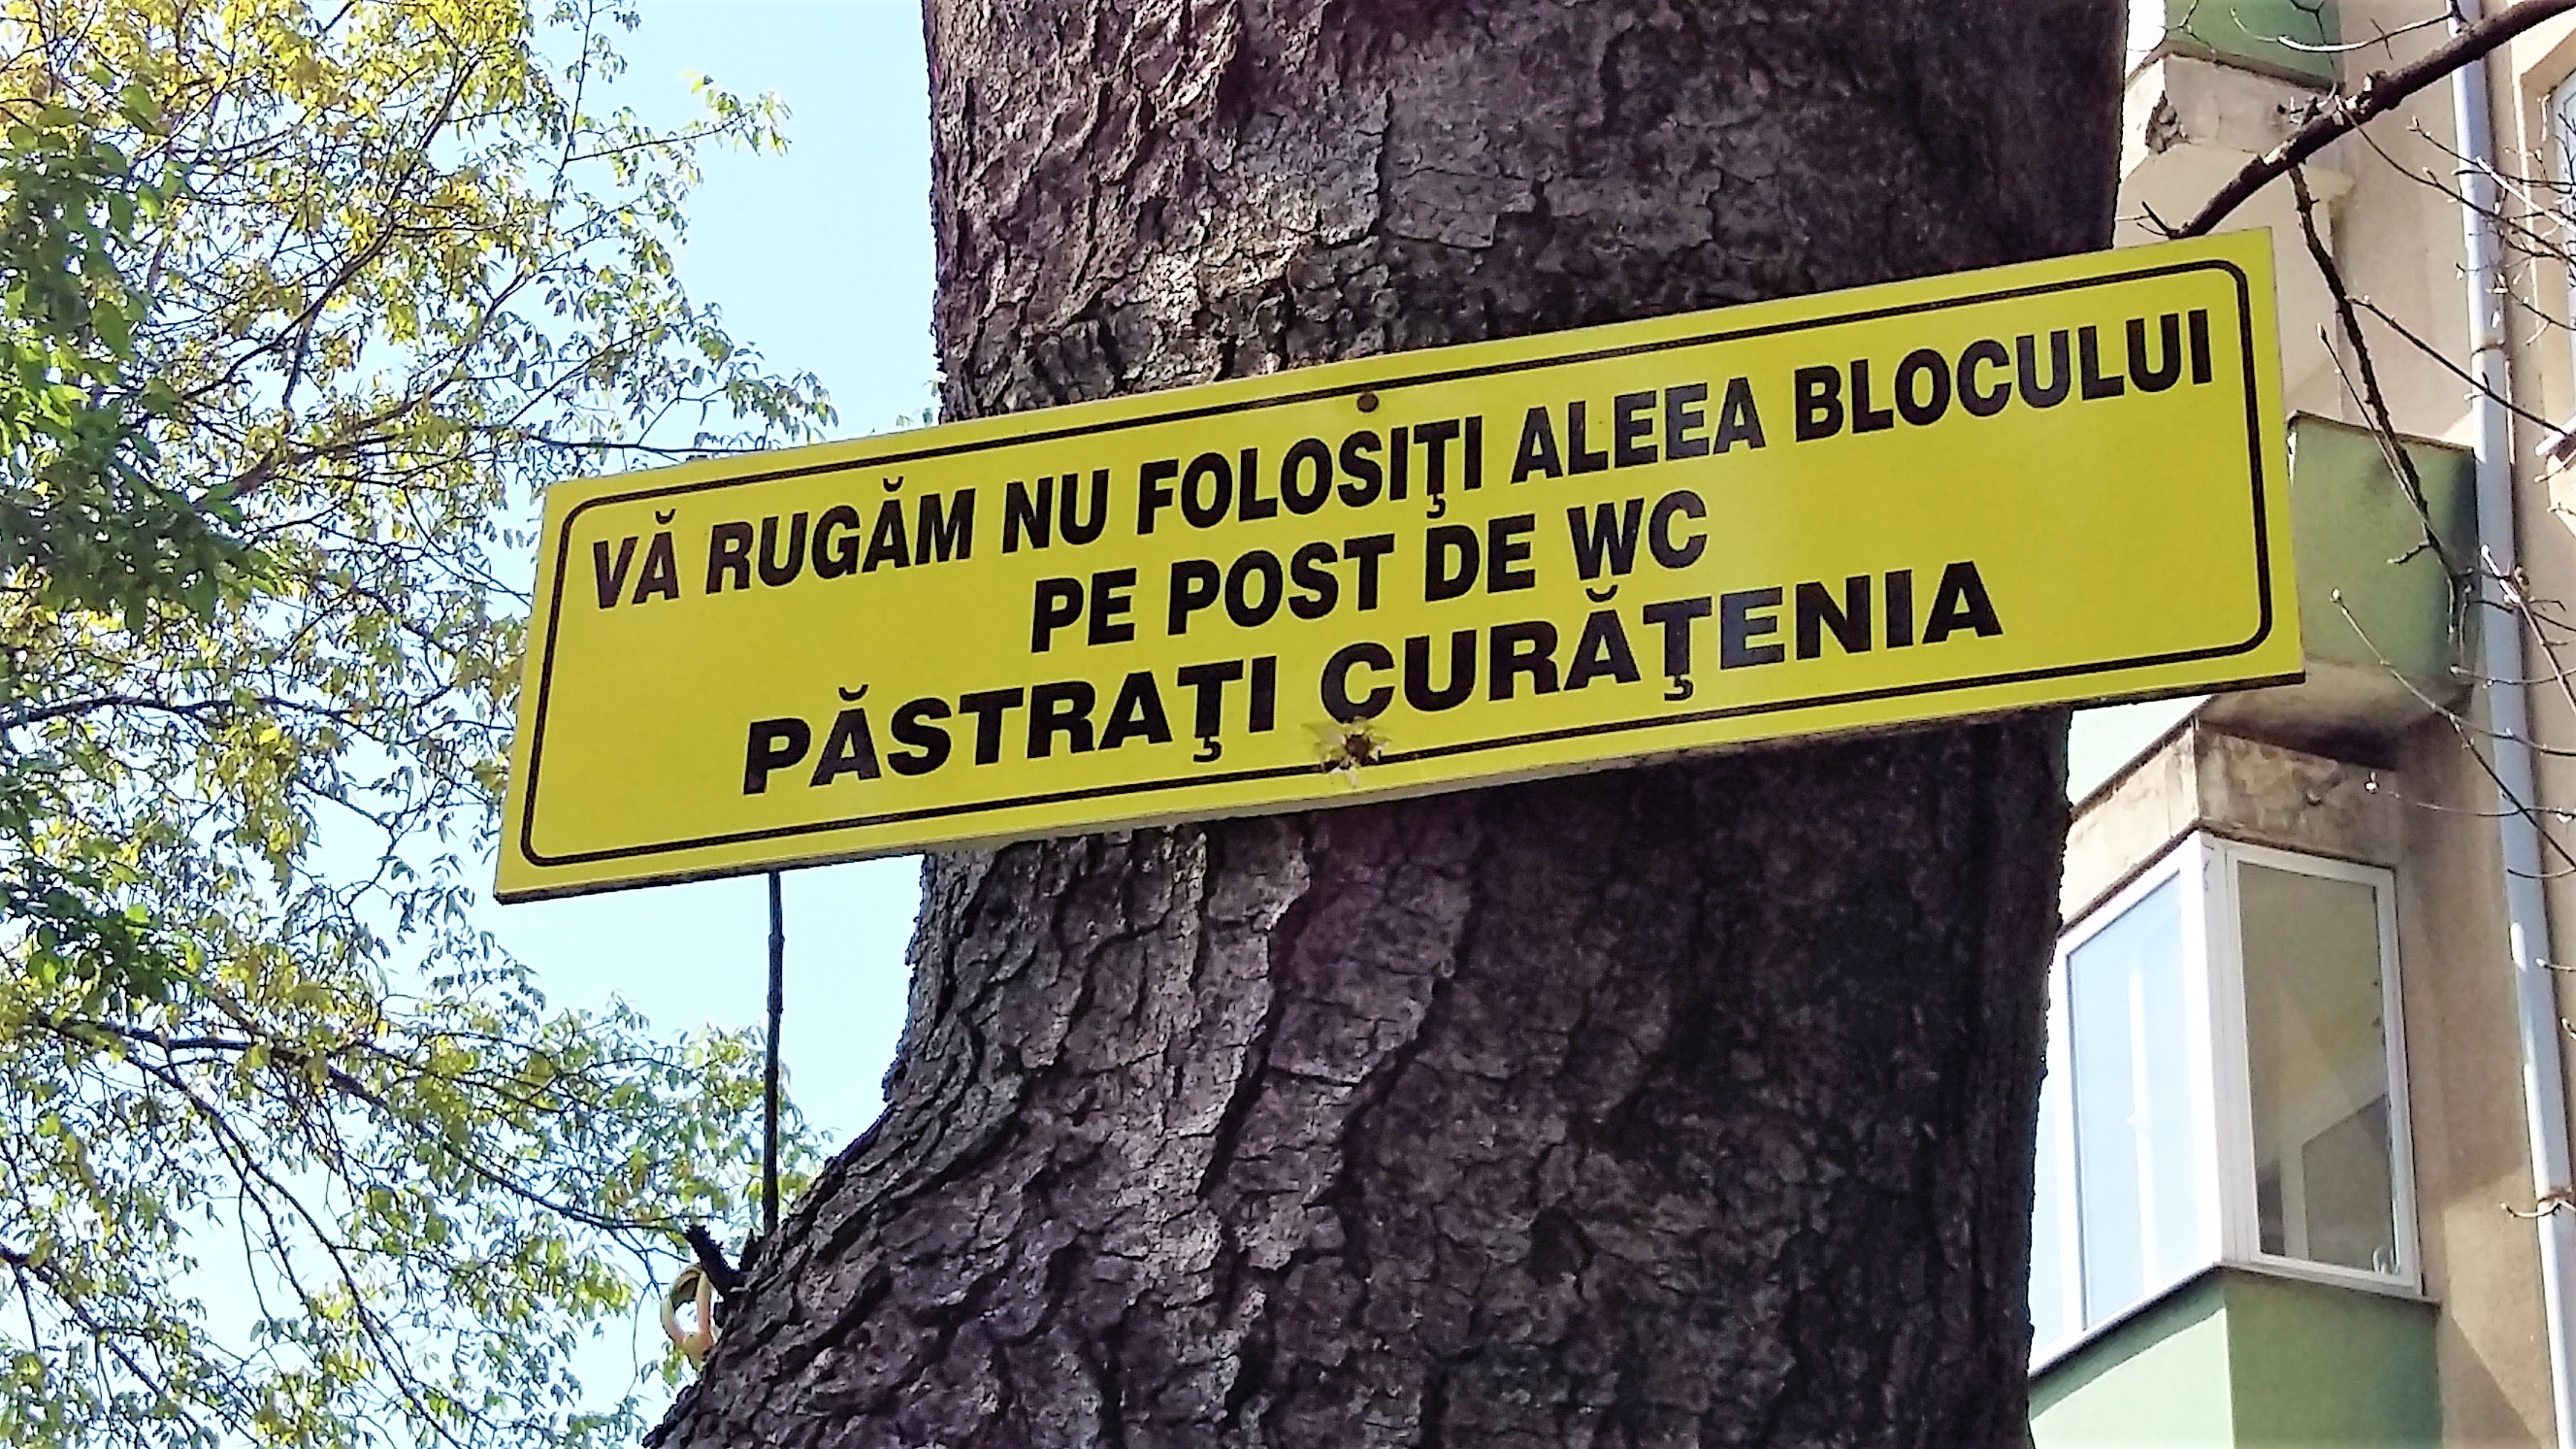 VĂ RUGĂM NU FOLOSIŢI ALEEA BLOCULUI
PE POST DE WC
PĂSTRAŢI CURĂŢENIA